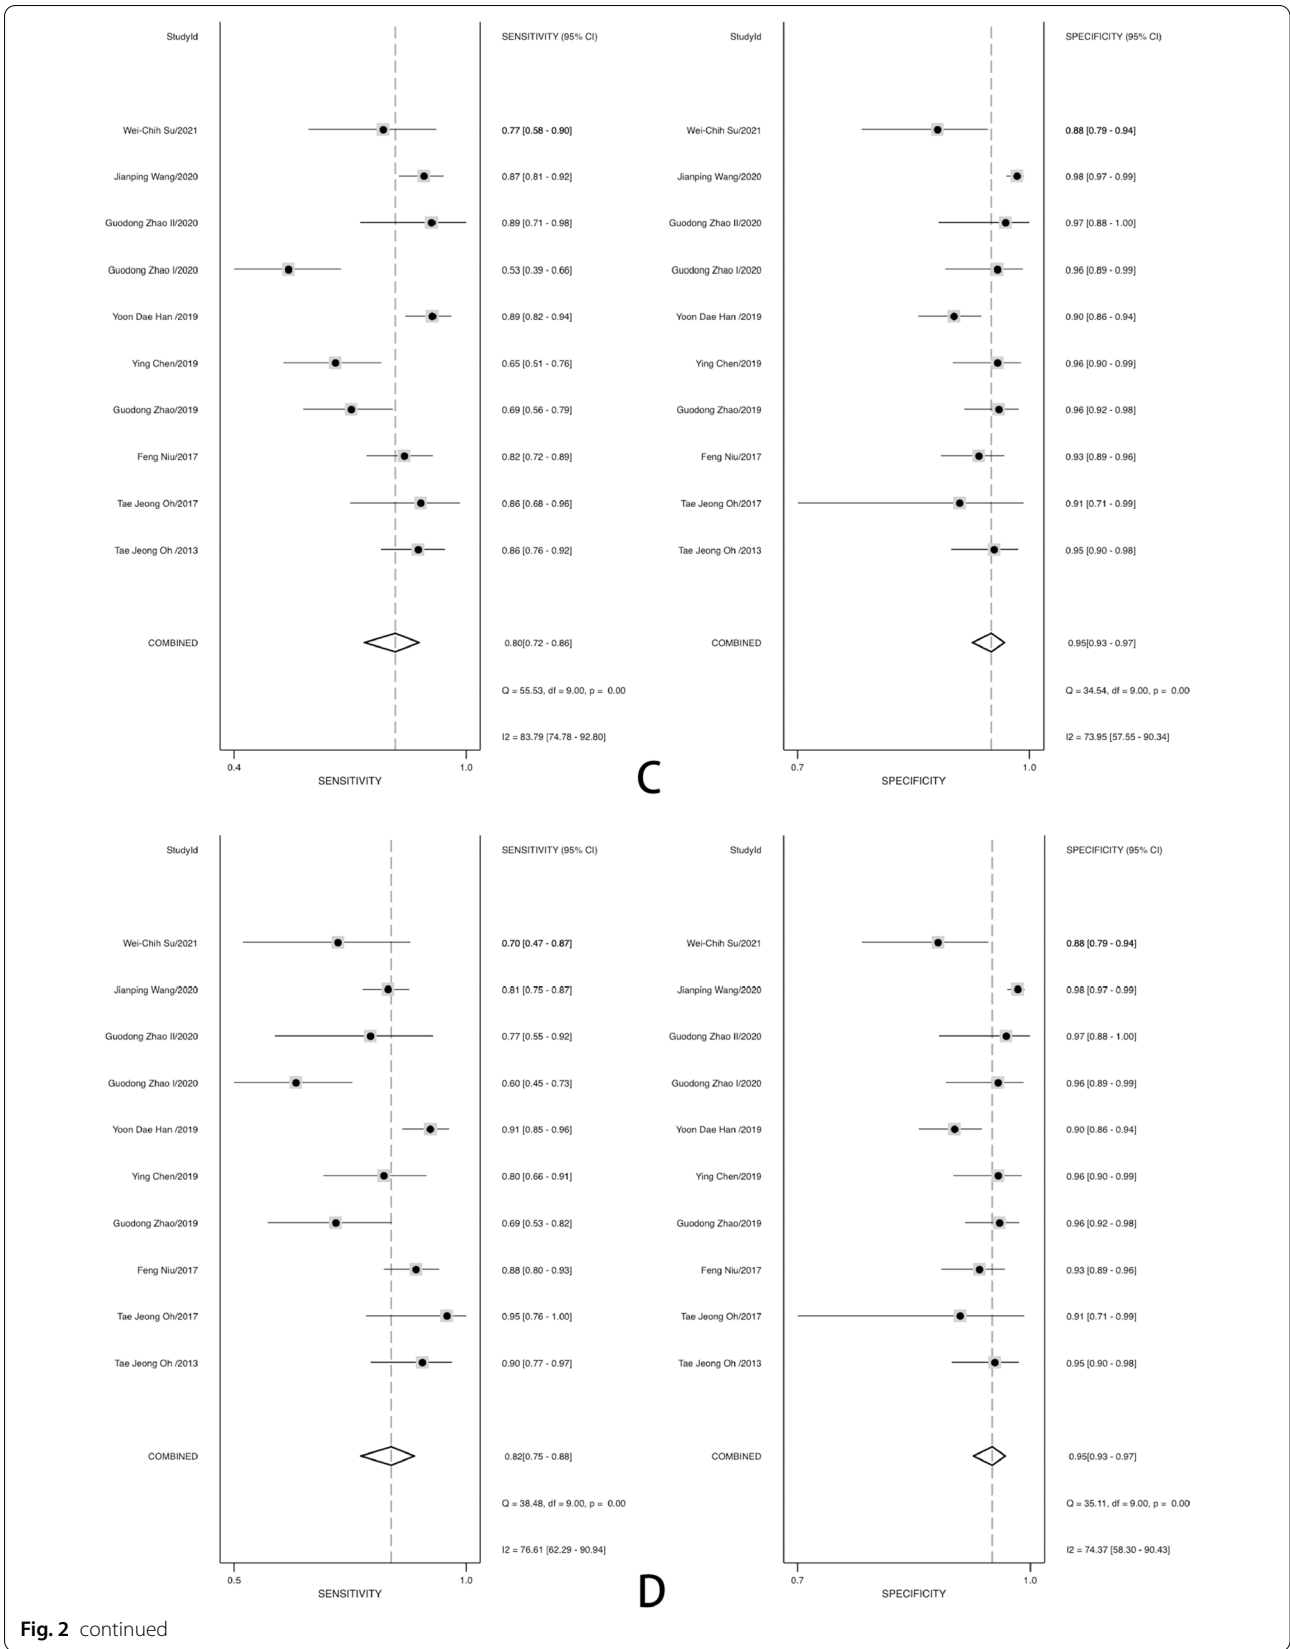 StudyId SENSITIVITY (95% CI) StudyId SPECIFICITY (95% CI)
Wei-Chih Su/2021 0.77 [0.58 - 0.90] Wei-Chih Su/2021 0.88 [0.79 - 0.94]
Jianping Wang/2020 0.87 [0.81 - 0.92] Jianping Wang/2020 0.98 [0.97 - 0.99]
Guodong Zhao II/2020 0.89 [0.71 - 0.98] Guodong Zhao II/2020 0.97 [0.88 - 1.00]
Guodong Zhao I/2020 0.53 [0.39 - 0.66] Guodong Zhao I/2020 0.96 [0.89 - 0.99]
Yoon Dae Han /2019 0.89 [0.82 - 0.94] Yoon Dae Han /2019 0.90 [0.86 - 0.94]
Ying Chen/2019 0.65 [0.51 - 0.76] Ying Chen/2019 0.96 [0.90 - 0.99]
Guodong Zhao/2019 0.69 [0.56 - 0.79] Guodong Zhao/2019 0.96 [0.92 - 0.98]
Feng Niu/2017 0.82 [0.72 - 0.89] Feng Niu/2017 0.93 [0.89 - 0.96]
Tae Jeong Oh/2017 0.86 [0.68 - 0.96] Tae Jeong Oh/2017 0.91 [0.71 - 0.99]
Tae Jeong Oh /2013 0.86 [0.76 - 0.92] Tae Jeong Oh /2013 0.95 [0.90 - 0.98]
COMBINED 0.80[0.72 - 0.86] COMBINED 0.95[0.93 - 0.97]
Q = 55.53, df = 9.00, p = 0.00 Q = 34.54, df = 9.00, p = 0.00
I2 = 83.79 [74.78 - 92.80] I2 = 73.95 [57.55 - 90.34]
0.4 1.0 0.7 1.0
SENSITIVITY C SPECIFICITY
StudyId SENSITIVITY (95% CI) StudyId SPECIFICITY (95% CI)
Wei-Chih Su/2021 0.70 [0.47 - 0.87] Wei-Chih Su/2021 0.88 [0.79 - 0.94]
Jianping Wang/2020 0.81 [0.75 - 0.87] Jianping Wang/2020 0.98 [0.97 - 0.99]
Guodong Zhao II/2020 0.77 [0.55 - 0.92] Guodong Zhao II/2020 0.97 [0.88 - 1.00]
Guodong Zhao I/2020 0.60 [0.45 - 0.73] Guodong Zhao I/2020 0.96 [0.89 - 0.99]
Yoon Dae Han /2019 0.91 [0.85 - 0.96] Yoon Dae Han /2019 0.90 [0.86 - 0.94]
Ying Chen/2019 0.80 [0.66 - 0.91] Ying Chen/2019 0.96 [0.90 - 0.99]
Guodong Zhao/2019 0.69 [0.53 - 0.82] Guodong Zhao/2019 0.96 [0.92 - 0.98]
Feng Niu/2017 0.88 [0.80 - 0.93] Feng Niu/2017 0.93 [0.89 - 0.96]
Tae Jeong Oh/2017 0.95 [0.76 - 1.00] Tae Jeong Oh/2017 0.91 [0.71 - 0.99]
Tae Jeong Oh /2013 0.90 [0.77 - 0.97] Tae Jeong Oh /2013 0.95 [0.90 - 0.98]
COMBINED 0.82[0.75 - 0.88] COMBINED 0.95[0.93 - 0.97]
Q = 38.48, df = 9.00, p = 0.00 Q = 35.11, df = 9.00, p = 0.00
I2 = 76.61 [62.29 - 90.94] I2 = 74.37 [58.30 - 90.43]
0.5 1.0 0.7 1.0
SENSITIVITY D SPECIFICITY
Fig. 2 continued